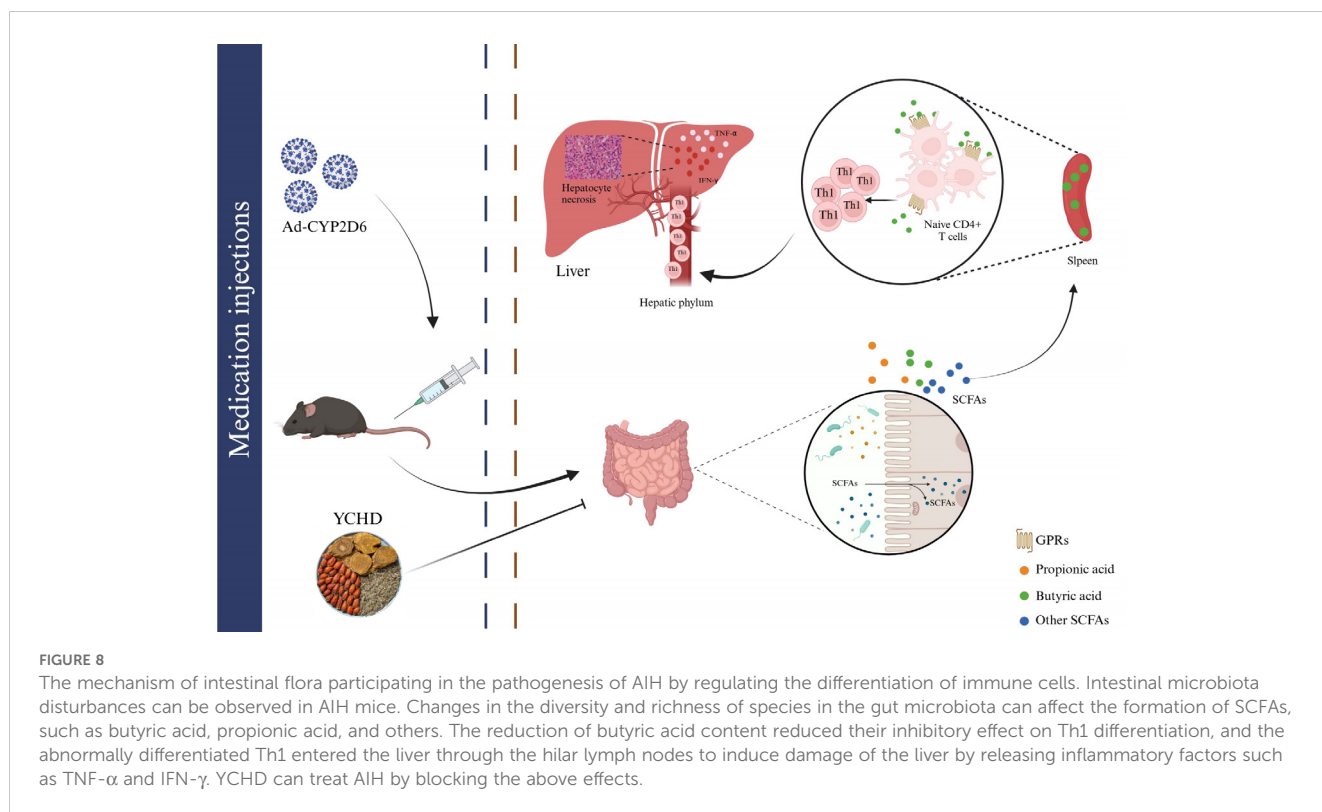 Medication injections
Ad-CYP2D6
YCHD
TNF-α
IFN-γ
Hepatocyte
necrosis
Liver
Th1
Th1
Th1
Th1
Th1
Hepatic phylum
Th1
Th1
Th1
Th1
Th1
Naive CD4+
T cells
Slpeen
SCFAs
SCFAs
SCFAs
GPRs
Propionic acid
Butyric acid
Other SCFAs
FIGURE 8
The mechanism of intestinal flora participating in the pathogenesis of AIH by regulating the differentiation of immune cells. Intestinal microbiota
disturbances can be observed in AIH mice. Changes in the diversity and richness of species in the gut microbiota can affect the formation of SCFAs,
such as butyric acid, propionic acid, and others. The reduction of butyric acid content reduced their inhibitory effect on Th1 differentiation, and the
abnormally differentiated Th1 entered the liver through the hilar lymph nodes to induce damage of the liver by releasing inflammatory factors such
as TNF-α and IFN-γ. YCHD can treat AIH by blocking the above effects.